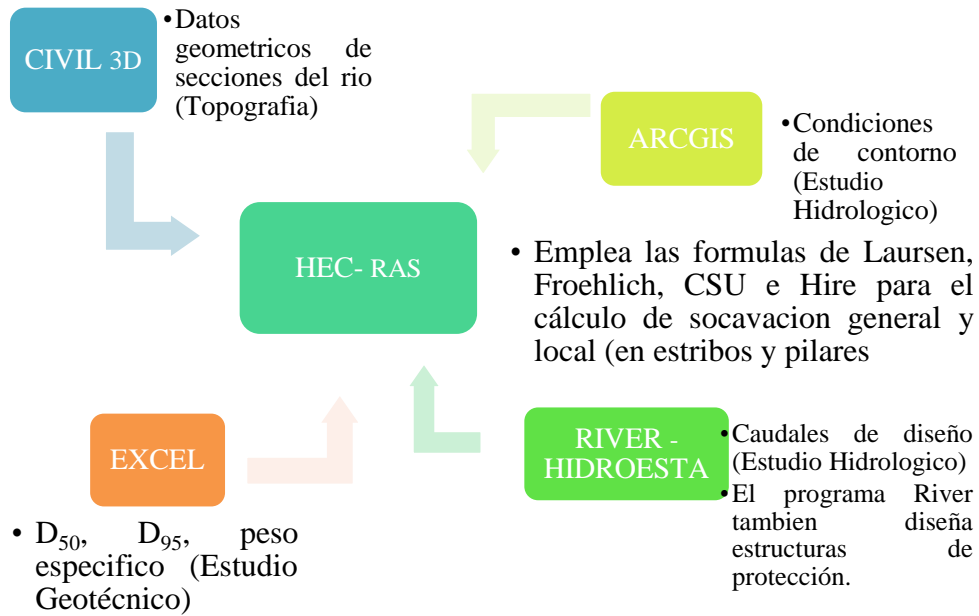 CIVIL 3D
•Datos
geometricos de
secciones del rio
(Topografia)
ARCGIS
•Condiciones
de contorno
(Estudio
Hidrologico)
HEC- RAS
• Emplea las formulas de Laursen,
Froehlich, CSU e Hire para el
cálculo de socavacion general y
local (en estribos y pilares
EXCEL
• D50, D95, peso
especifico (Estudio
Geotécnico)
RIVER -
HIDROESTA
•Caudales de diseño
(Estudio Hidrologico)
•El programa River
tambien diseña
estructuras de
protección.